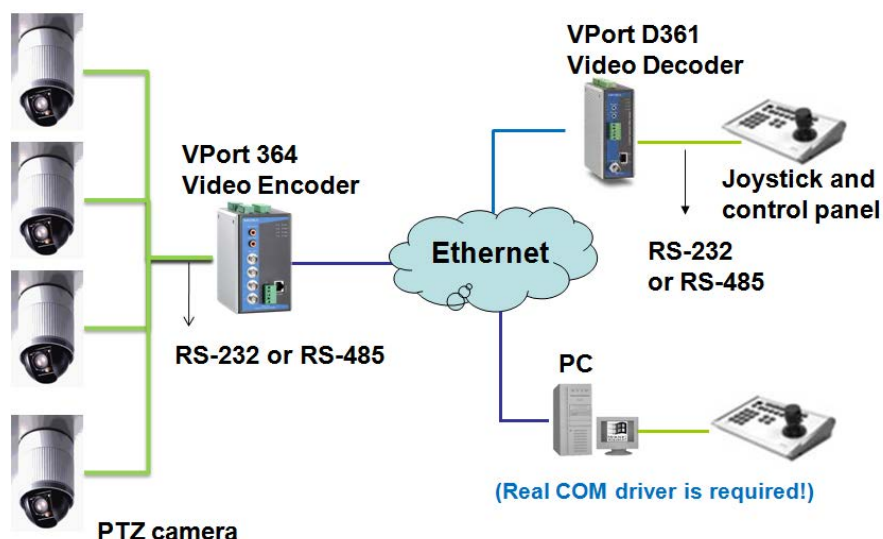 VPort D361
Video Decoder
VPort 364
Video Encoder
Joystick and
control panel
Ethernet
RS-232
or RS-485
RS-232 or RS-485
PC
(Real COM driver is required!)
PTZ camera